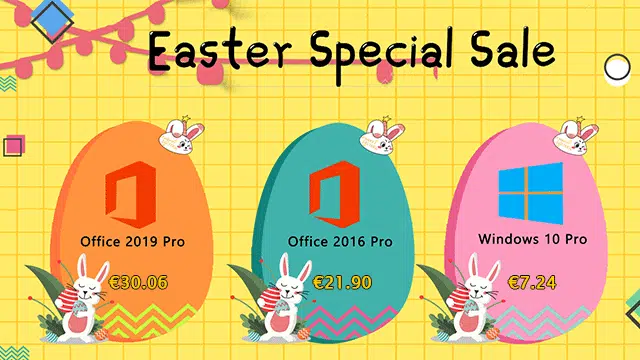 Easter Special Sale
Office 2019 Pro
€30.06
Office 2016 Pro
€21.90
Windows 10 Pro
€7.24